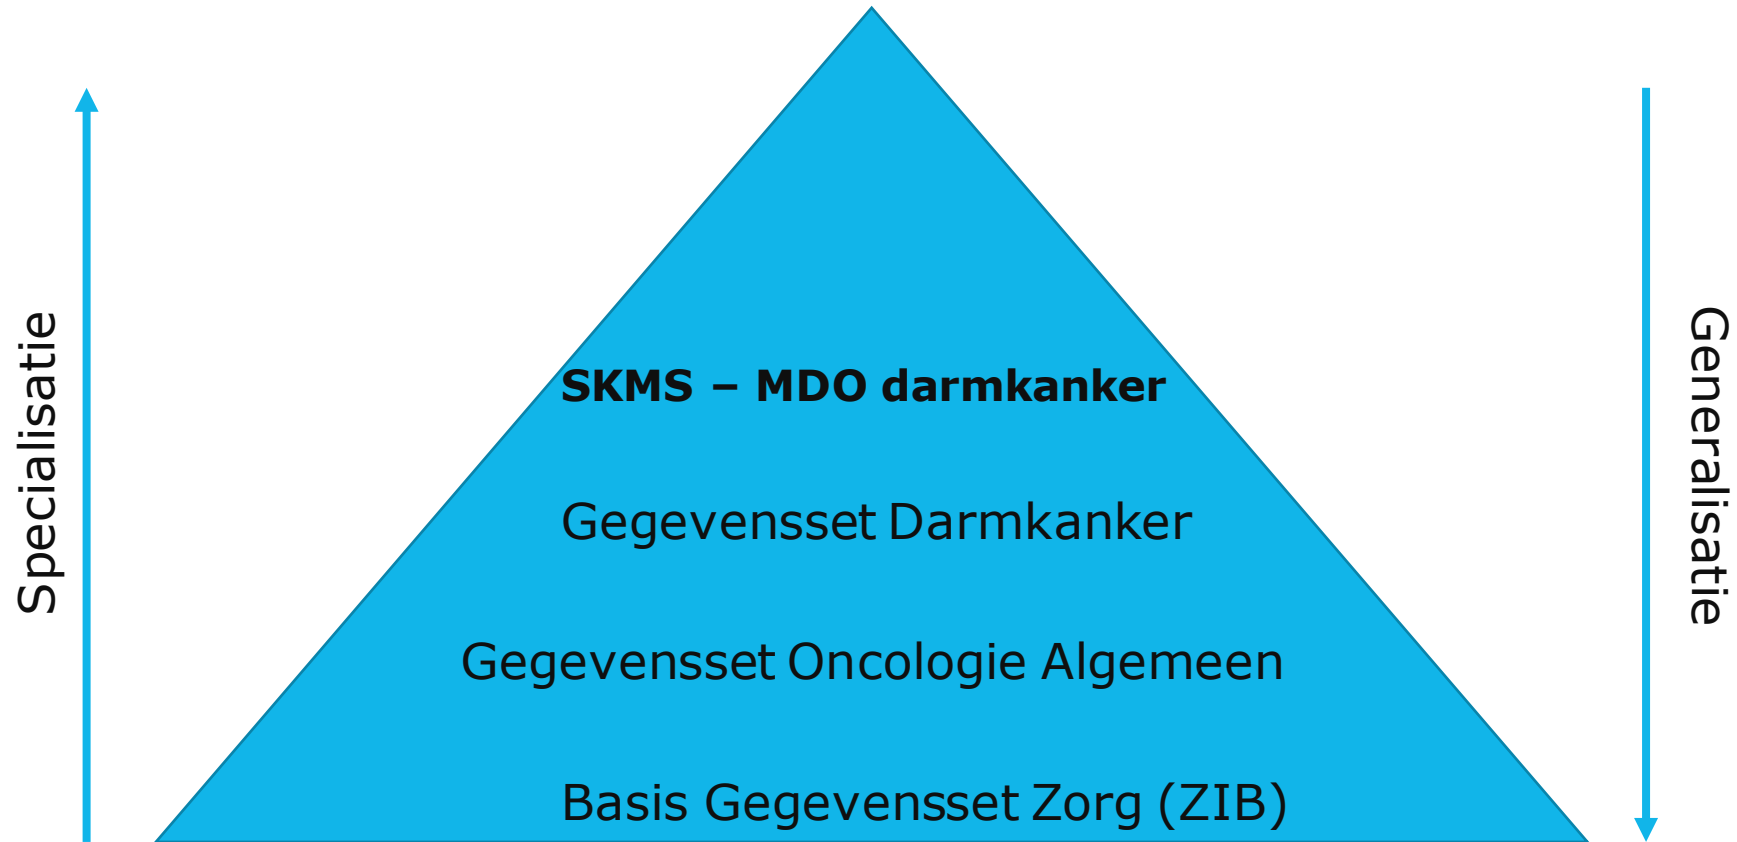 Specialisatie
SKMS – MDO darmkanker
Gegevensset Darmkanker
Gegevensset Oncologie Algemeen
Basis Gegevensset Zorg (ZIB)
Generalisatie